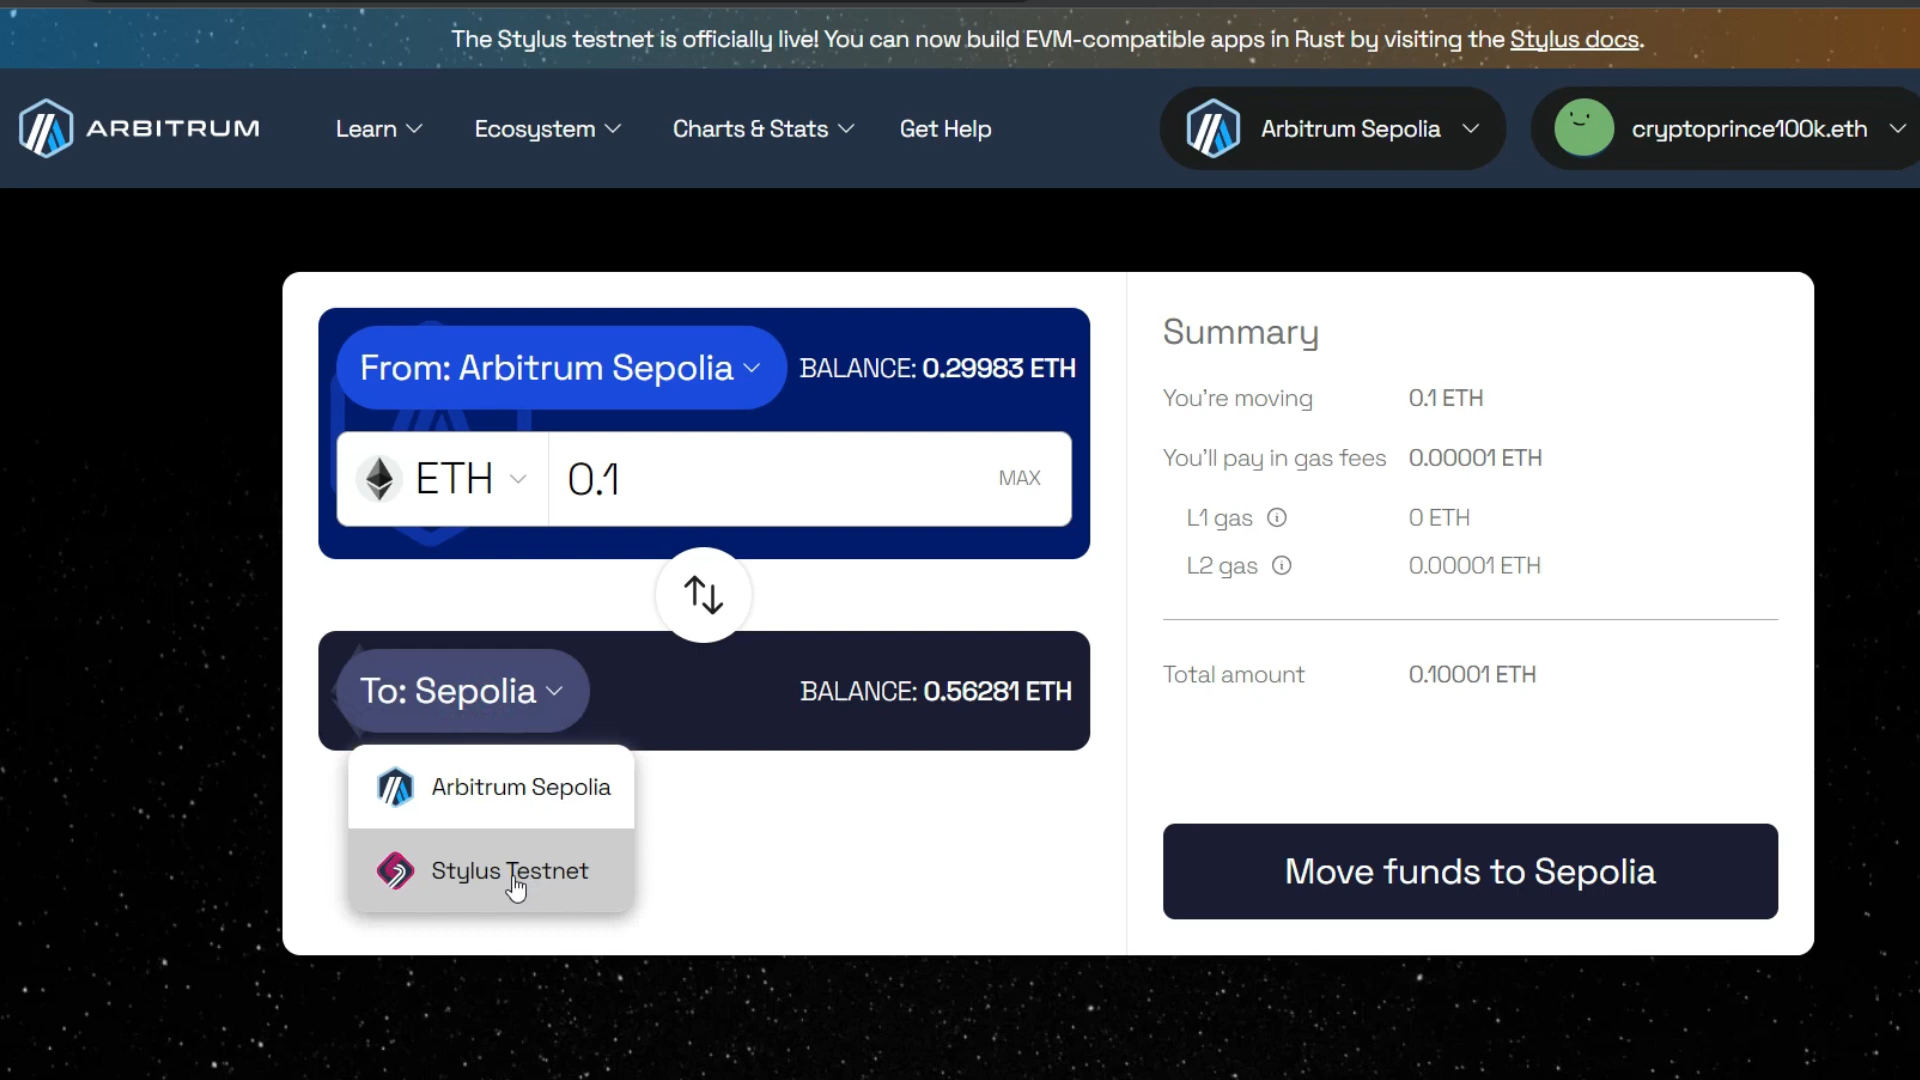 The Stylus testnet is officially live! You can now build EVM-compatible apps in Rust by visiting the Stylus docs.
ARBITRUM
Learn
Ecosystem
Charts & Stats
Get Help
Arbitrum Sepolia
cryptoprince100k.eth
From: Arbitrum Sepolia
BALANCE: 0.29983 ETH
ETH
0.1
MAX
To: Sepolia
BALANCE: 0.56281 ETH
Arbitrum Sepolia
Stylus Testnet
Summary
You're moving 0.1 ETH
You'll pay in gas fees 0.00001 ETH
L1 gas 0 ETH
L2 gas 0.00001 ETH
Total amount 0.10001 ETH
Move funds to Sepolia